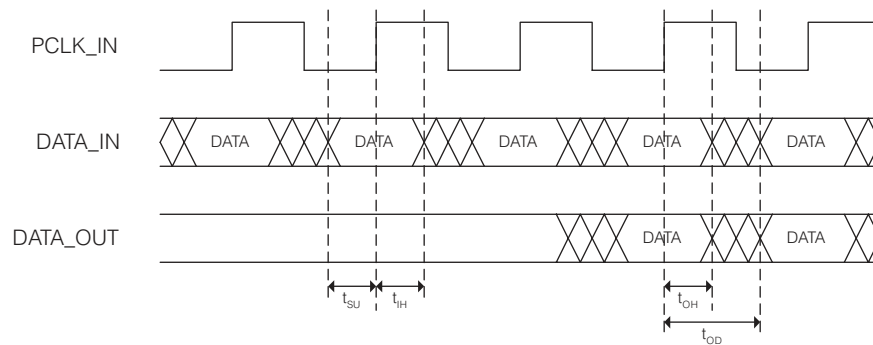 PCLK_IN
DATA_IN
DATA DATA DATA DATA DATA
DATA_OUT
DATA DATA
tSU tIH tOH
tOD